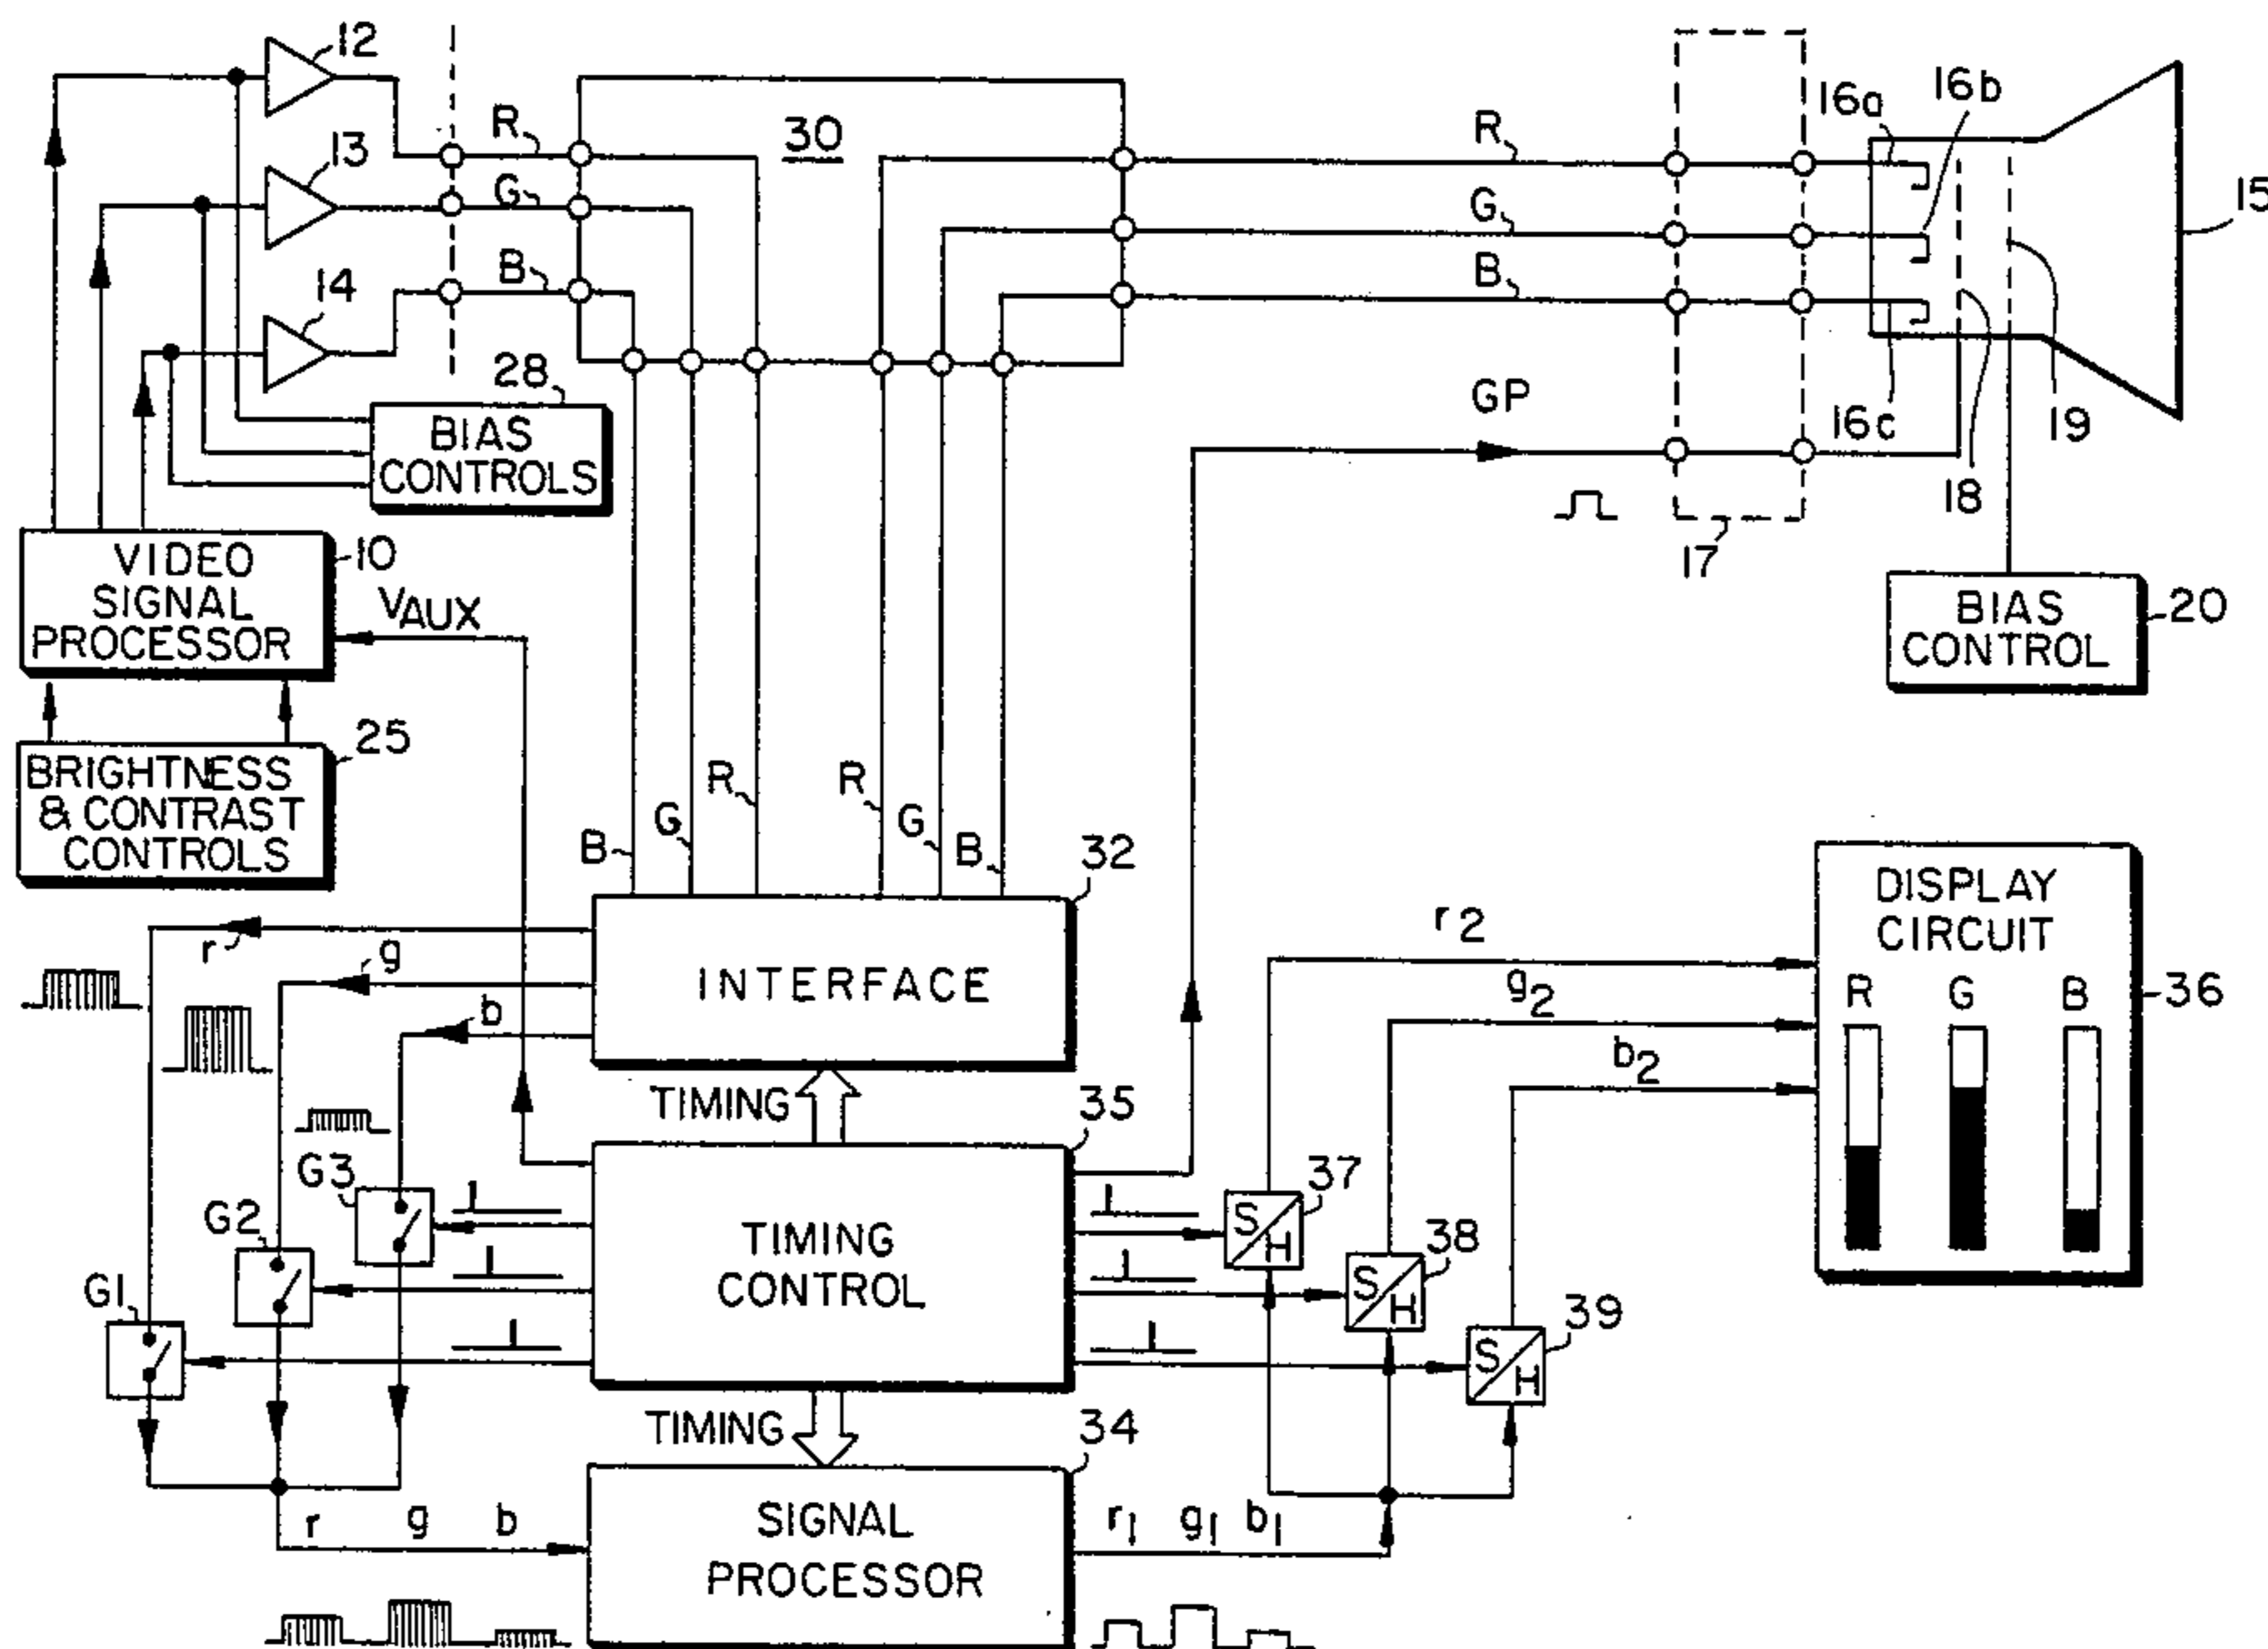 12
R
30
R
16a
16b
13
G
G
15
B
B
14
28
GP
16c
19
BIAS
CONTROLS
18
10
17
VIDEO
SIGNAL
PROCESSOR
VAUX
BIAS
CONTROL
20
25
BRIGHTNESS
& CONTRAST
CONTROLS
R
R
G
G
B
B
32
DISPLAY
CIRCUIT
r
g
r2
INTERFACE
g2
R
G
B
36
b
b2
TIMING
35
G3
37
G2
TIMING
CONTROL
S/H
38
G1
S/H
39
S/H
TIMING
34
r
g
b
SIGNAL
PROCESSOR
r1
g1
b1